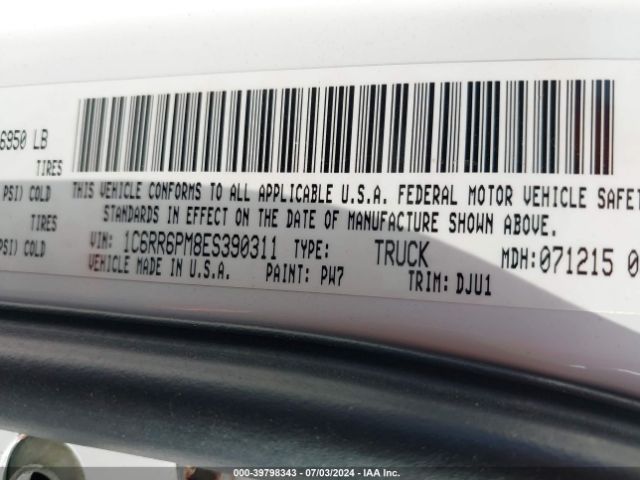 6950 LB
TIRES
PSI) COLD
THIS VEHICLE CONFORMS TO ALL APPLICABLE U.S.A. FEDERAL MOTOR VEHICLE SAFET
TIRES
STANDARDS IN EFFECT ON THE DATE OF MANUFACTURE SHOWN ABOVE.
PSI) COLD
VIN: 1C6RR6PM8ES390311 TYPE: TRUCK MDH:071215 0
VEHICLE MADE IN U.S.A. PAINT: PW7 TRIM: DJU1
000-39798343 / 07/03/2024 / IAA Inc.